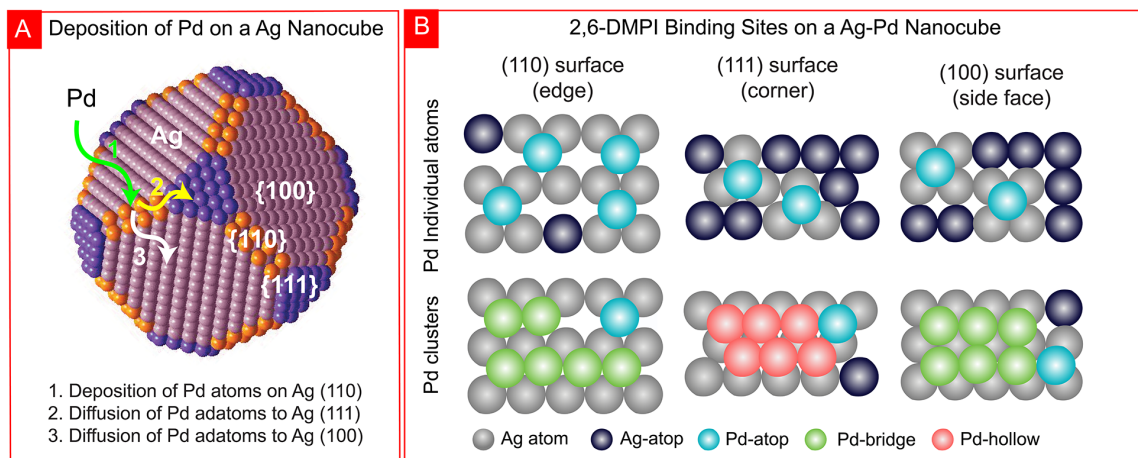 A
Deposition of Pd on a Ag Nanocube
Pd
Ag
1
2
3
{100}
{110}
{111}
1. Deposition of Pd atoms on Ag (110)
2. Diffusion of Pd adatoms to Ag (111)
3. Diffusion of Pd adatoms to Ag (100)
B
2,6-DMPI Binding Sites on a Ag-Pd Nanocube
(110) surface
(edge)
(111) surface
(corner)
(100) surface
(side face)
Pd Individual atoms
Pd clusters
Ag atom
Ag-atop
Pd-atop
Pd-bridge
Pd-hollow